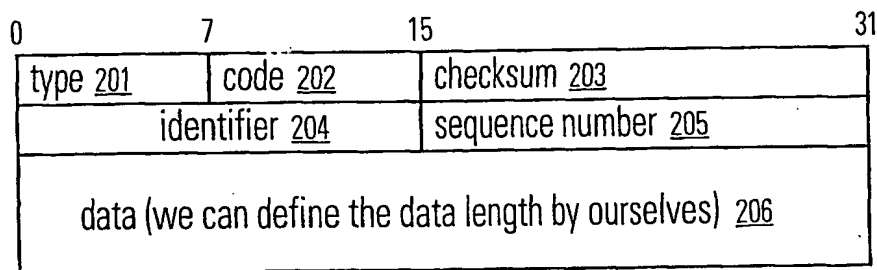 0 7 15 31
type 201 code 202 checksum 203
identifier 204 sequence number 205
data (we can define the data length by ourselves) 206